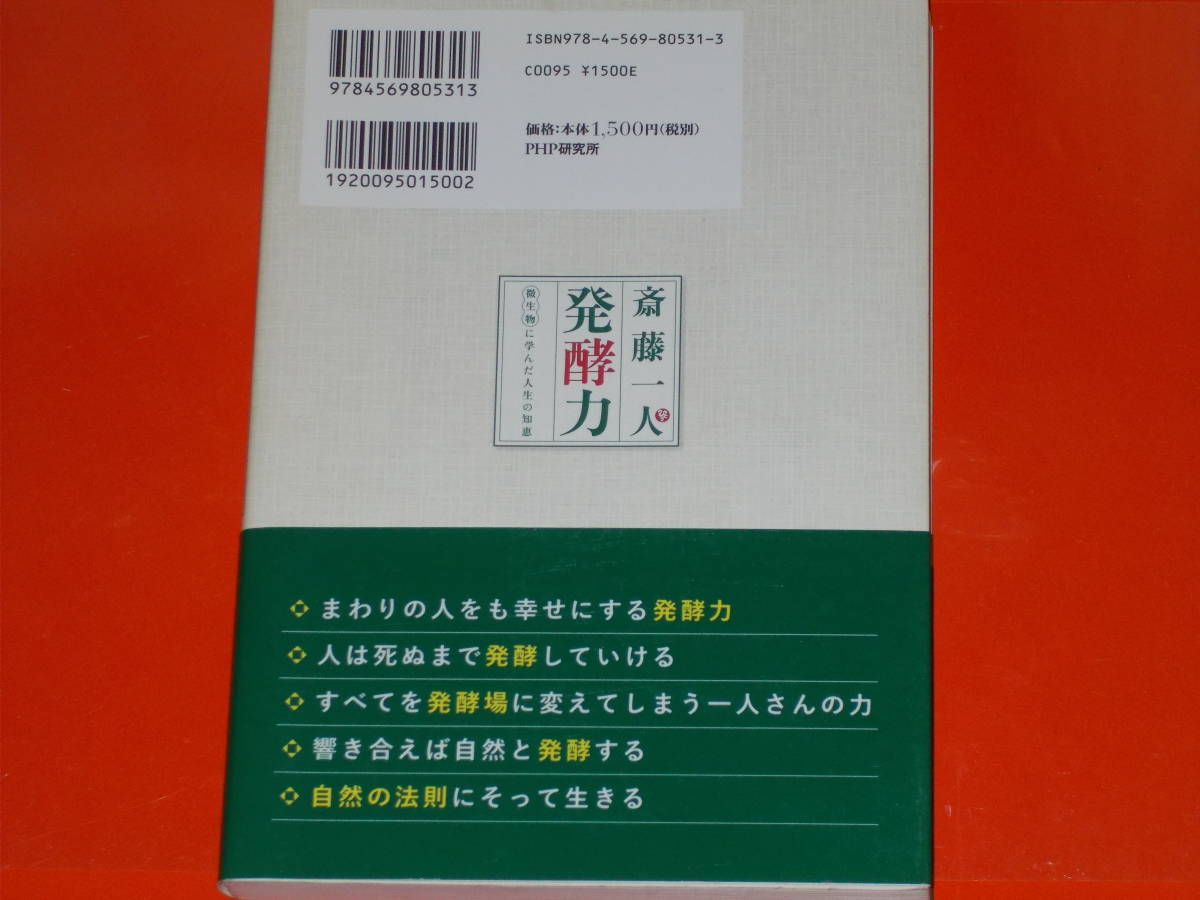 ISBN978-4-569-80531-3
C0095 ¥1500E
9784569805313
価格：本体1,500円（税別）
PHP研究所
1920095015002
斎藤一人
発酵力
微生物に学んだ人生の知恵
まわりの人をも幸せにする発酵力
人は死ぬまで発酵していける
すべてを発酵場に変えてしまう一人さんの力
響き合えば自然と発酵する
自然の法則にそって生きる